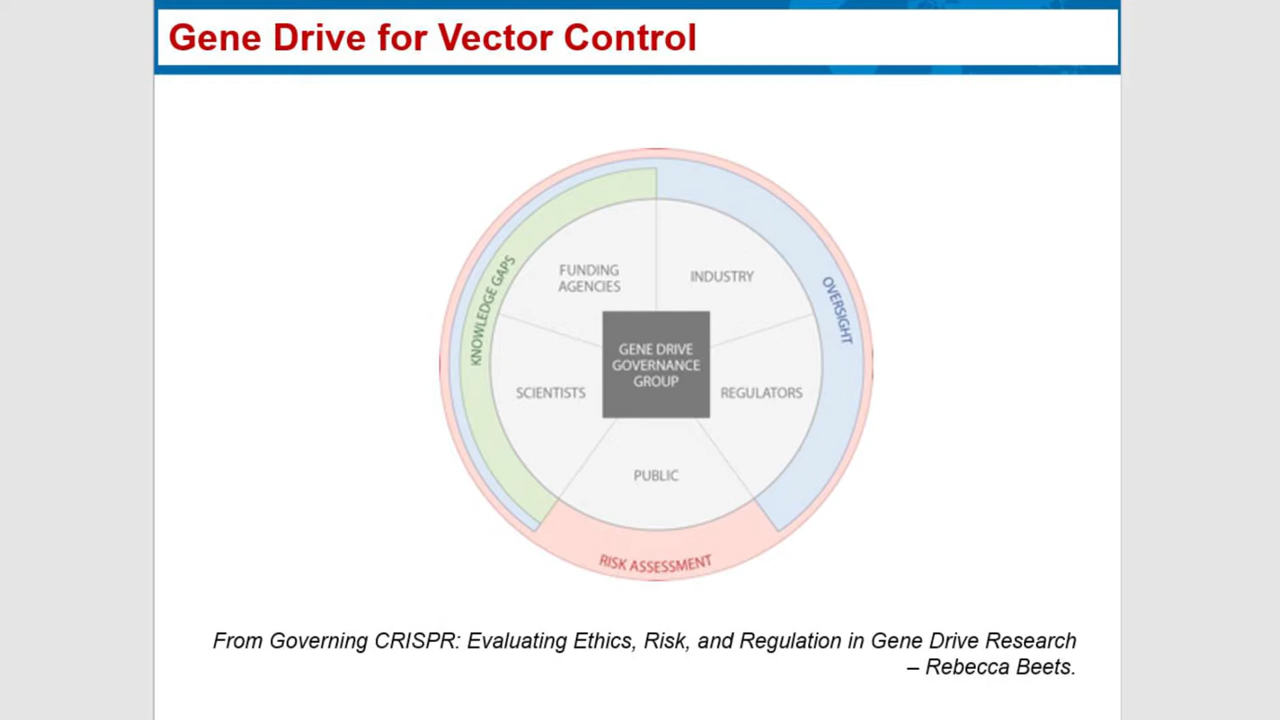 Gene Drive for Vector Control
FUNDING
AGENCIES
INDUSTRY
KNOWLEDGE GAPS
OVERSIGHT
GENE DRIVE
GOVERNANCE
GROUP
SCIENTISTS
REGULATORS
PUBLIC
RISK ASSESSMENT
From Governing CRISPR: Evaluating Ethics, Risk, and Regulation in Gene Drive Research
– Rebecca Beets.